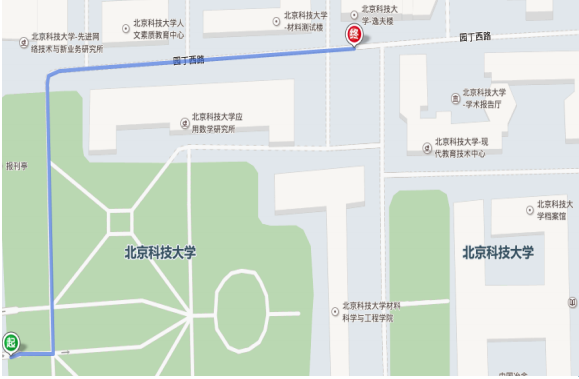 北京科技大学
学-逸夫楼
北京科技大学
-材料测试楼
北京科技大学人
文素质教育中心
北京科技大学-先进网
络技术与新业务研究所
终
园丁西路
园丁西路
北京科技大学
-学术报告厅
北京科技大学应
用数学研究所
北京科技大学-现
代教育技术中心
报刊亭
北京科技大
学档案馆
北京科技大学
北京科技大学
北京科技大学材料
科学与工程学院
起
中国冶金